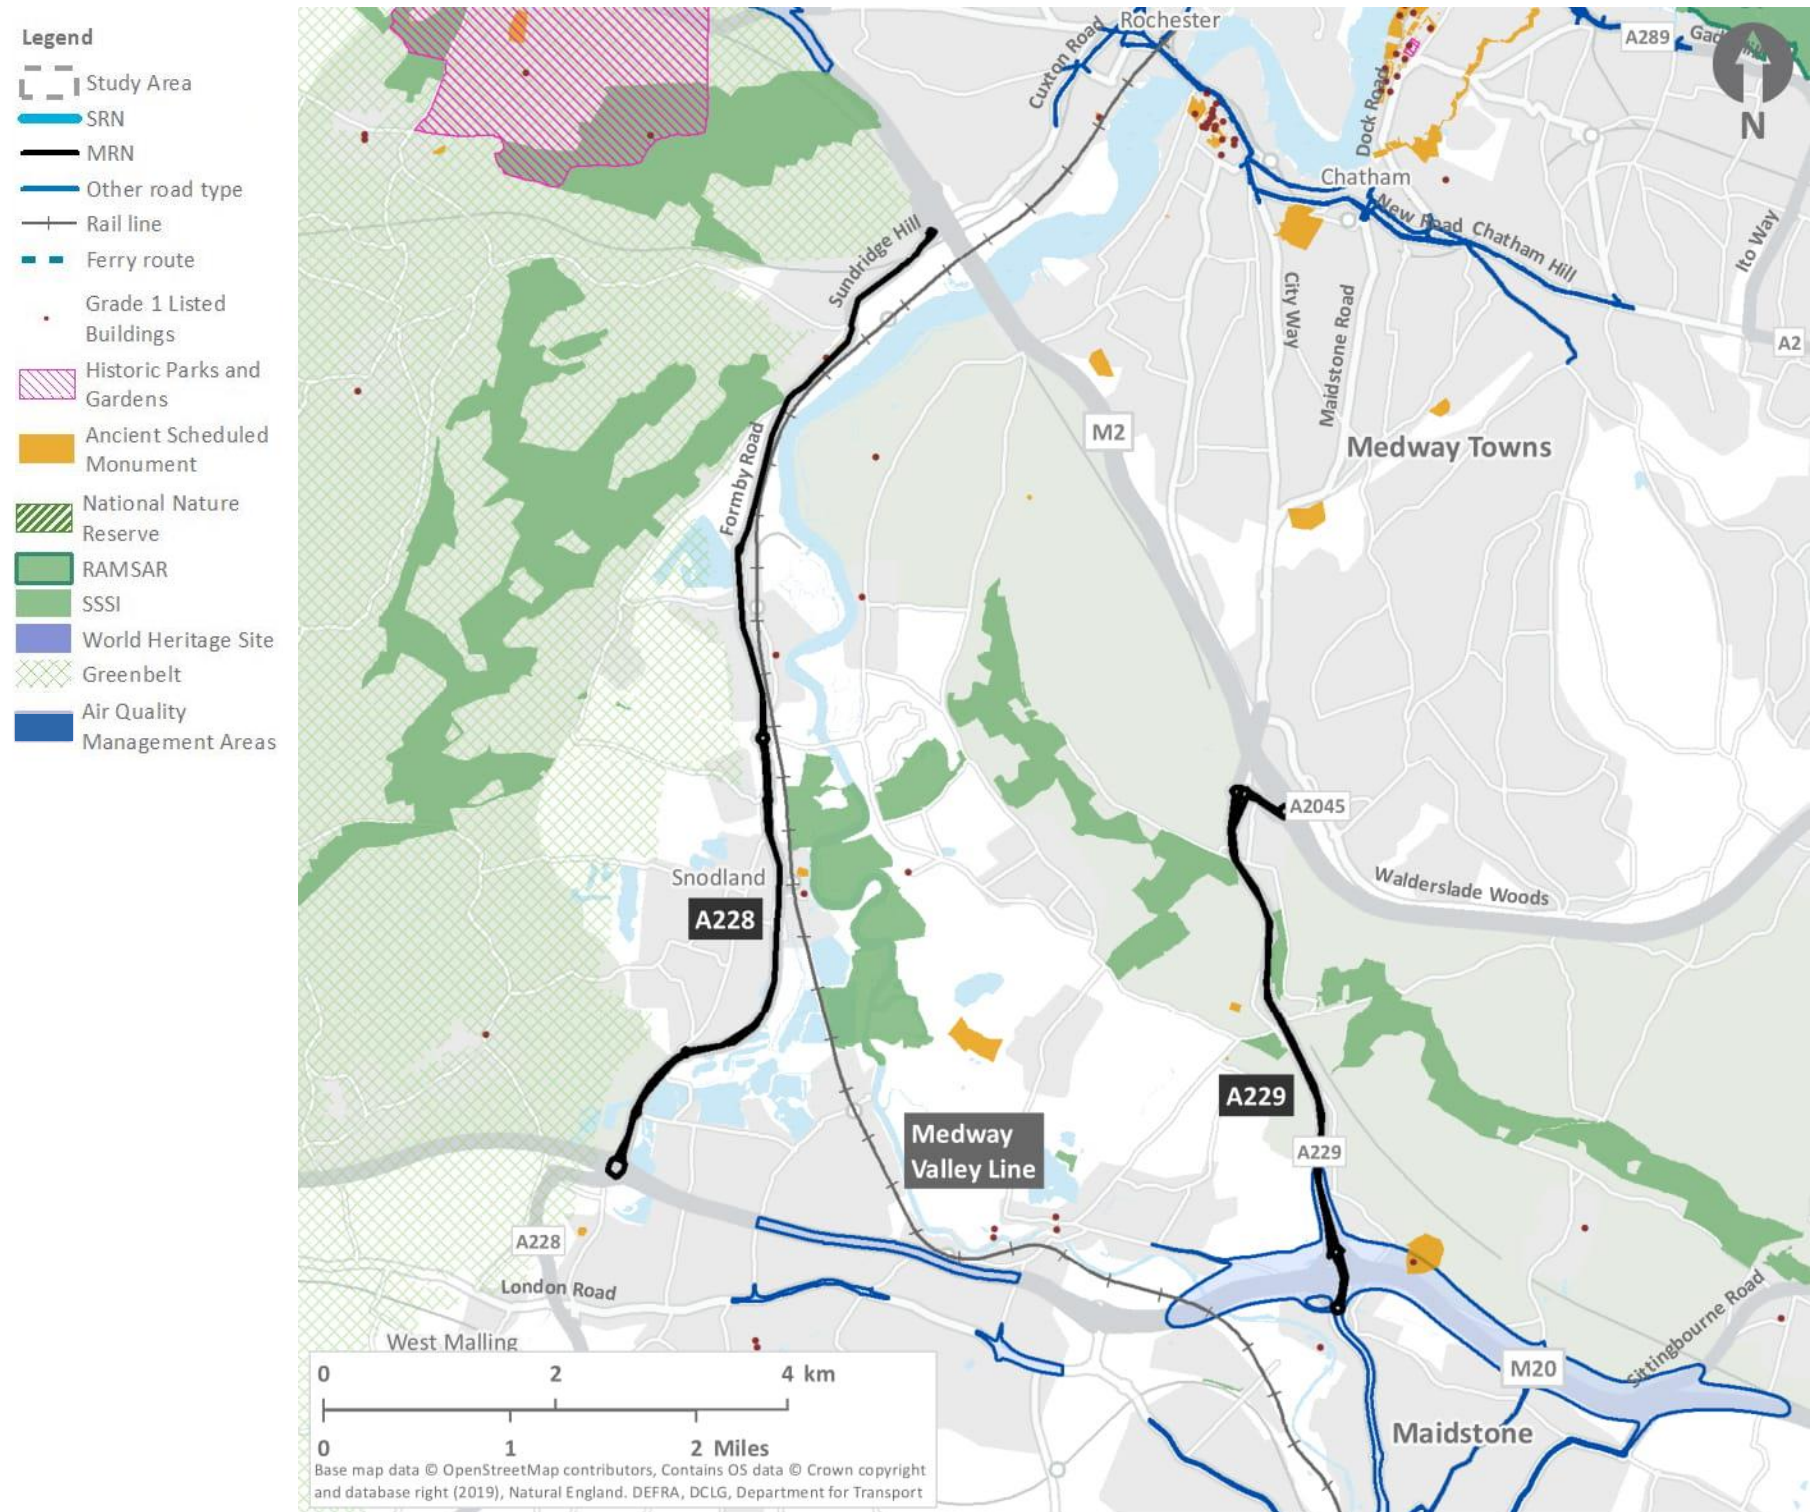 Legend
Study Area
SRN
MRN
Other road type
Rail line
Ferry route
Grade 1 Listed
Buildings
Historic Parks and
Gardens
Ancient Scheduled
Monument
National Nature
Reserve
RAMSAR
SSSI
World Heritage Site
Greenbelt
Air Quality
Management Areas
Rochester
Cuxton Road
Dock Road
A289
N
Chatham
New Road
Chatham Hill
Ito Way
Sundridge Hill
City Way
Maidstone Road
A2
M2
Medway Towns
Formby Road
A2045
Snodland
A228
Walderslade Woods
A229
Medway
Valley Line
A229
A228
London Road
West Malling
Sittingbourne Road
M20
Maidstone
0 2 4 km
0 1 2 Miles
Base map data © OpenStreetMap contributors, Contains OS data © Crown copyright
and database right (2019), Natural England. DEFRA, DCLG, Department for Transport